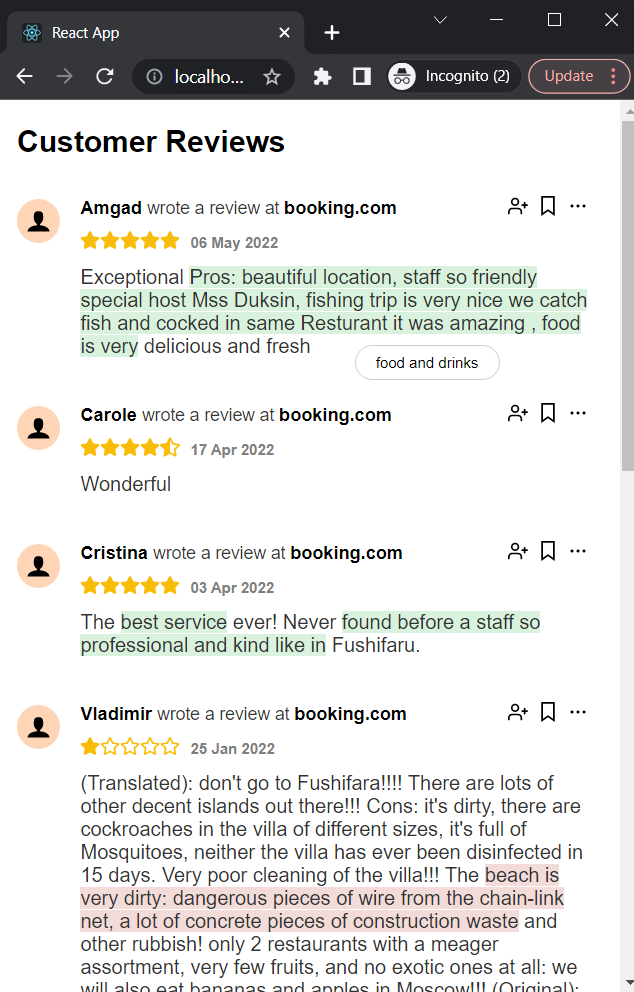 React App
localho...
Incognito (2)
Update
Customer Reviews
Amgad wrote a review at booking.com
06 May 2022
Exceptional Pros: beautiful location, staff so friendly
special host Mss Duksin, fishing trip is very nice we catch
fish and cocked in same Resturant it was amazing , food
is very delicious and fresh
food and drinks
Carole wrote a review at booking.com
17 Apr 2022
Wonderful
Cristina wrote a review at booking.com
03 Apr 2022
The best service ever! Never found before a staff so
professional and kind like in Fushifaru.
Vladimir wrote a review at booking.com
25 Jan 2022
(Translated): don't go to Fushifara!!!! There are lots of
other decent islands out there!!! Cons: it's dirty, there are
cockroaches in the villa of different sizes, it's full of
Mosquitoes, neither the villa has ever been disinfected in
15 days. Very poor cleaning of the villa!!! The beach is
very dirty: dangerous pieces of wire from the chain-link
net, a lot of concrete pieces of construction waste and
other rubbish! only 2 restaurants with a meager
assortment, very few fruits, and no exotic ones at all: we
will also eat bananas and apples in Moscow!!! (Original):